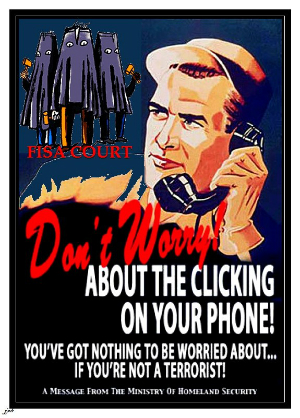 FISA COURT
Don't Worry!
ABOUT THE CLICKING
ON YOUR PHONE!
YOU'VE GOT NOTHING TO BE WORRIED ABOUT...
IF YOU'RE NOT A TERRORIST!
A MESSAGE FROM THE MINISTRY OF HOMELAND SECURITY